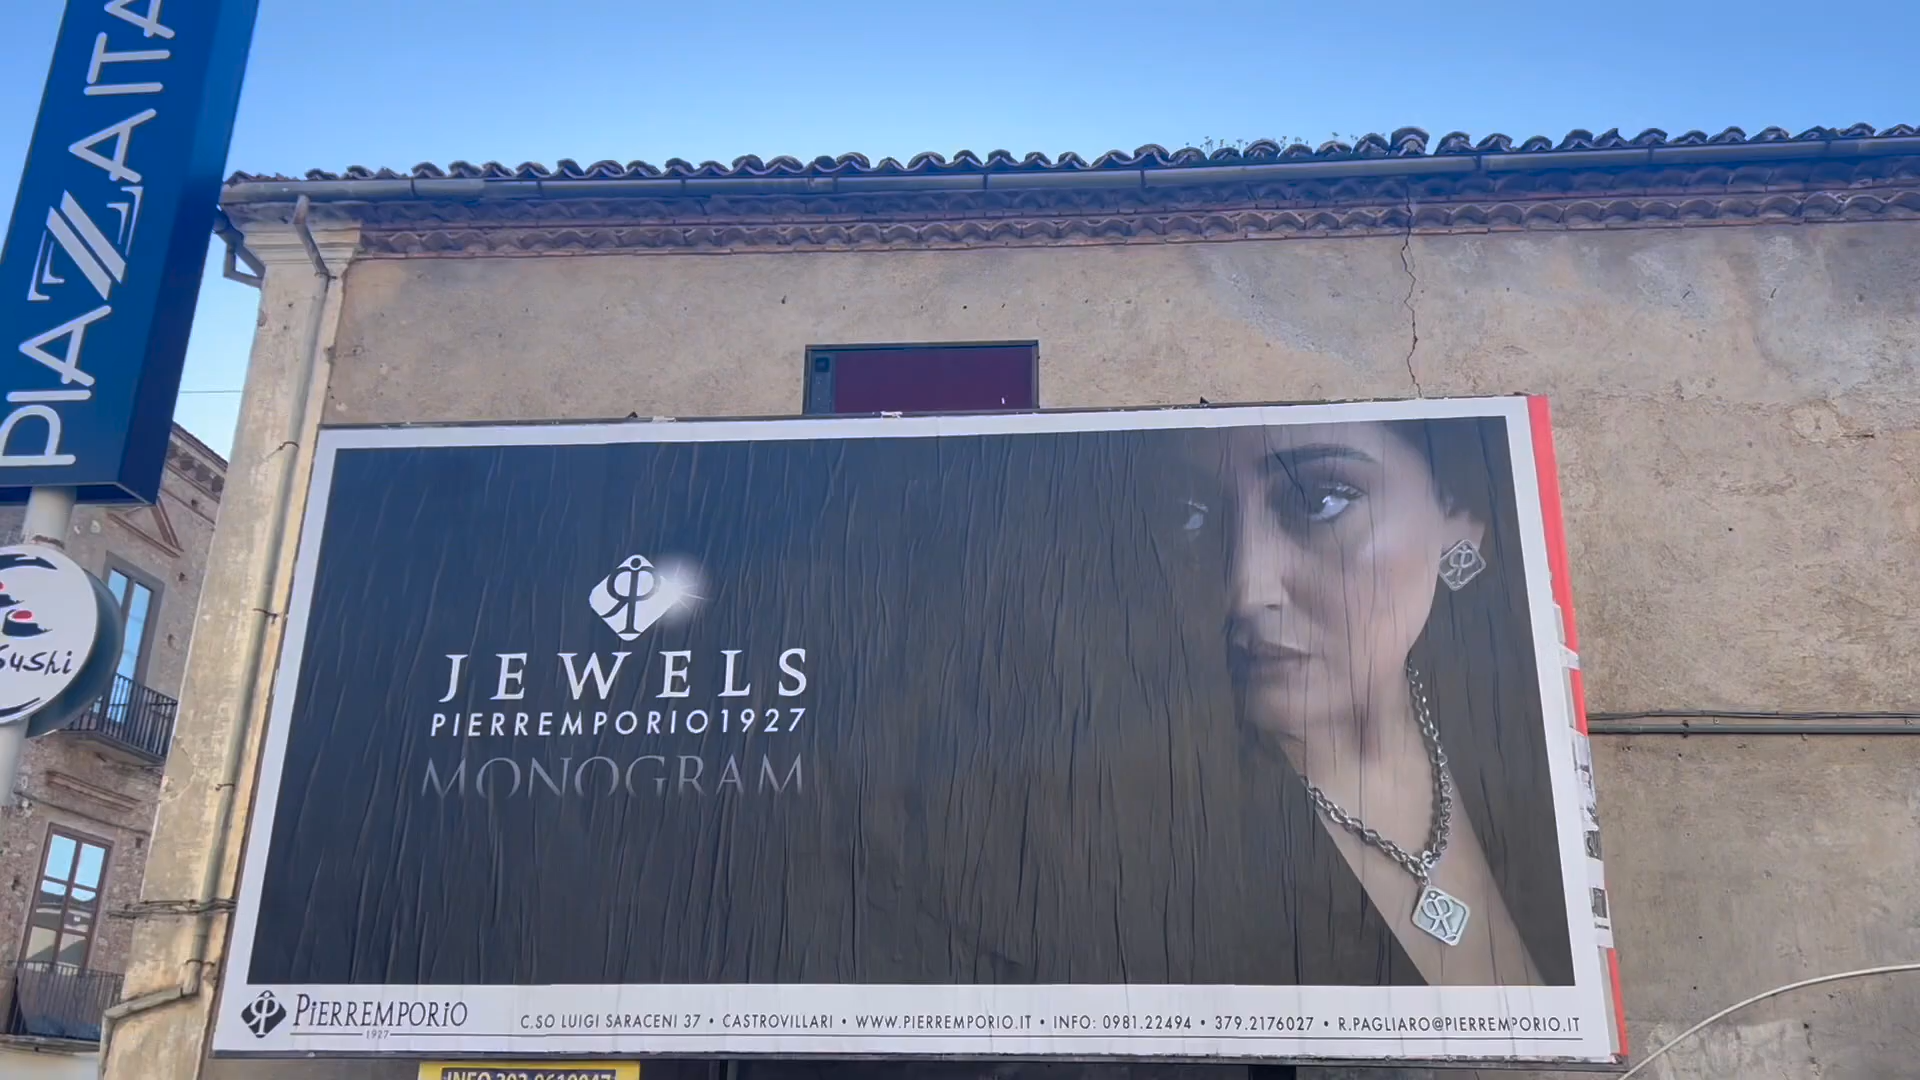 PIAZZAITA
sushi
JEWELS
PIERREMPORIO1927
MONOGRAM
PiERREMPORiO
1927
C.SO LUIGI SARACENI 37 • CASTROVILLARI • WWW.PIERREMPORIO.IT • INFO: 0981.22494 • 379.2176027 • R.PAGLIARO@PIERREMPORIO.IT